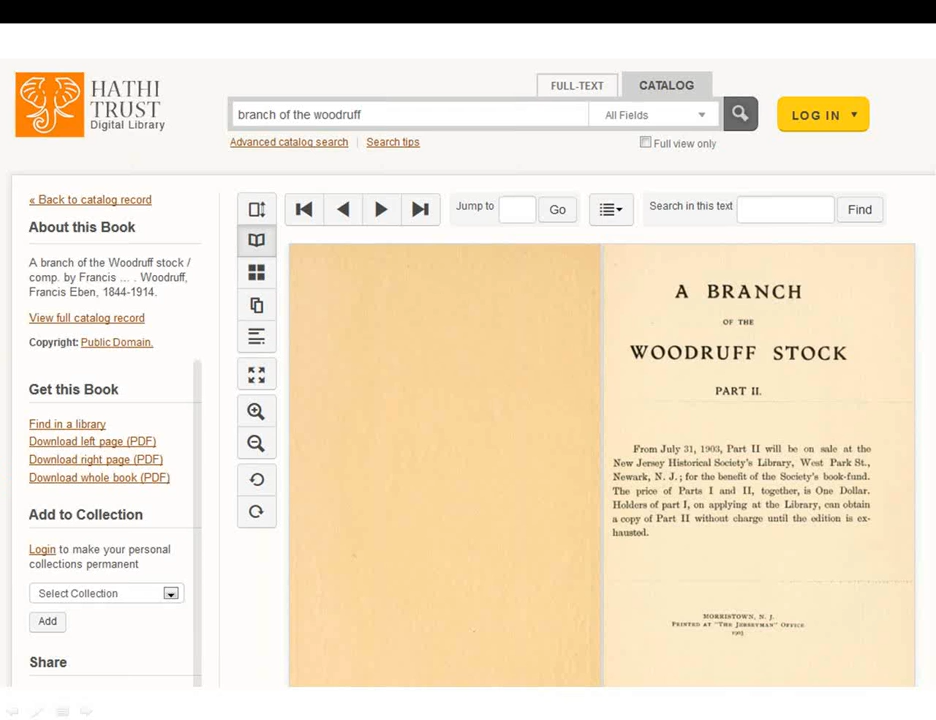 FULL-TEXT CATALOG
HATHI
TRUST
Digital Library
branch of the woodruff All Fields
LOG IN
Advanced catalog search | Search tips Full view only
« Back to catalog record
About this Book
A branch of the Woodruff stock /
comp. by Francis ... . Woodruff,
Francis Eben, 1844-1914.
View full catalog record
Copyright: Public Domain.
Get this Book
Find in a library
Download left page (PDF)
Download right page (PDF)
Download whole book (PDF)
Add to Collection
Login to make your personal
collections permanent
Select Collection
Add
Share
Jump to Go Search in this text Find
A BRANCH
OF THE
WOODRUFF STOCK
PART II.
From July 31, 1903, Part II will be on sale at the
New Jersey Historical Society's Library, West Park St.,
Newark, N. J.; for the benefit of the Society's book-fund.
The price of Parts I and II, together, is One Dollar.
Holders of part I, on applying at the Library, can obtain
a copy of Part II without charge until the edition is ex-
hausted.
MORRISTOWN, N. J.
PRINTED AT "THE JERSEYMAN" OFFICE
1903